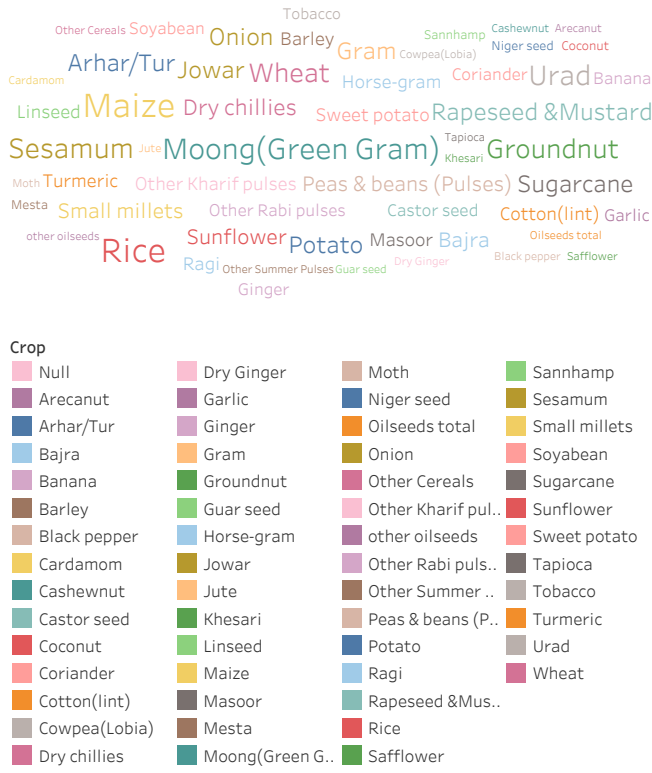 Tobacco
Other Cereals Soyabean Onion Barley Sannhamp Cashewnut Arecanut
Gram Cowpea(Lobia) Niger seed Coconut
Arhar/Tur Jowar Wheat Horse-gram Coriander Urad Banana
Cardamom
Linseed Maize Dry chillies Sweet potato Rapeseed &Mustard
Sesamum Jute Moong(Green Gram) Tapioca Groundnut
Khesari
Moth Turmeric Other Kharif pulses Peas & beans (Pulses) Sugarcane
Mesta Small millets Other Rabi pulses Castor seed Cotton(lint) Garlic
other oilseeds Rice Sunflower Potato Masoor Bajra Oilseeds total
Ragi Other Summer Pulses Guar seed Dry Ginger Black pepper Safflower
Ginger
Crop
Null
Arecanut
Arhar/Tur
Bajra
Banana
Barley
Black pepper
Cardamom
Cashewnut
Castor seed
Coconut
Coriander
Cotton(lint)
Cowpea(Lobia)
Dry chillies
Dry Ginger
Garlic
Ginger
Gram
Groundnut
Guar seed
Horse-gram
Jowar
Jute
Khesari
Linseed
Maize
Masoor
Mesta
Moong(Green G..
Moth
Niger seed
Oilseeds total
Onion
Other Cereals
Other Kharif pul..
other oilseeds
Other Rabi puls..
Other Summer ..
Peas & beans (P..
Potato
Ragi
Rapeseed &Mus..
Rice
Safflower
Sannhamp
Sesamum
Small millets
Soyabean
Sugarcane
Sunflower
Sweet potato
Tapioca
Tobacco
Turmeric
Urad
Wheat